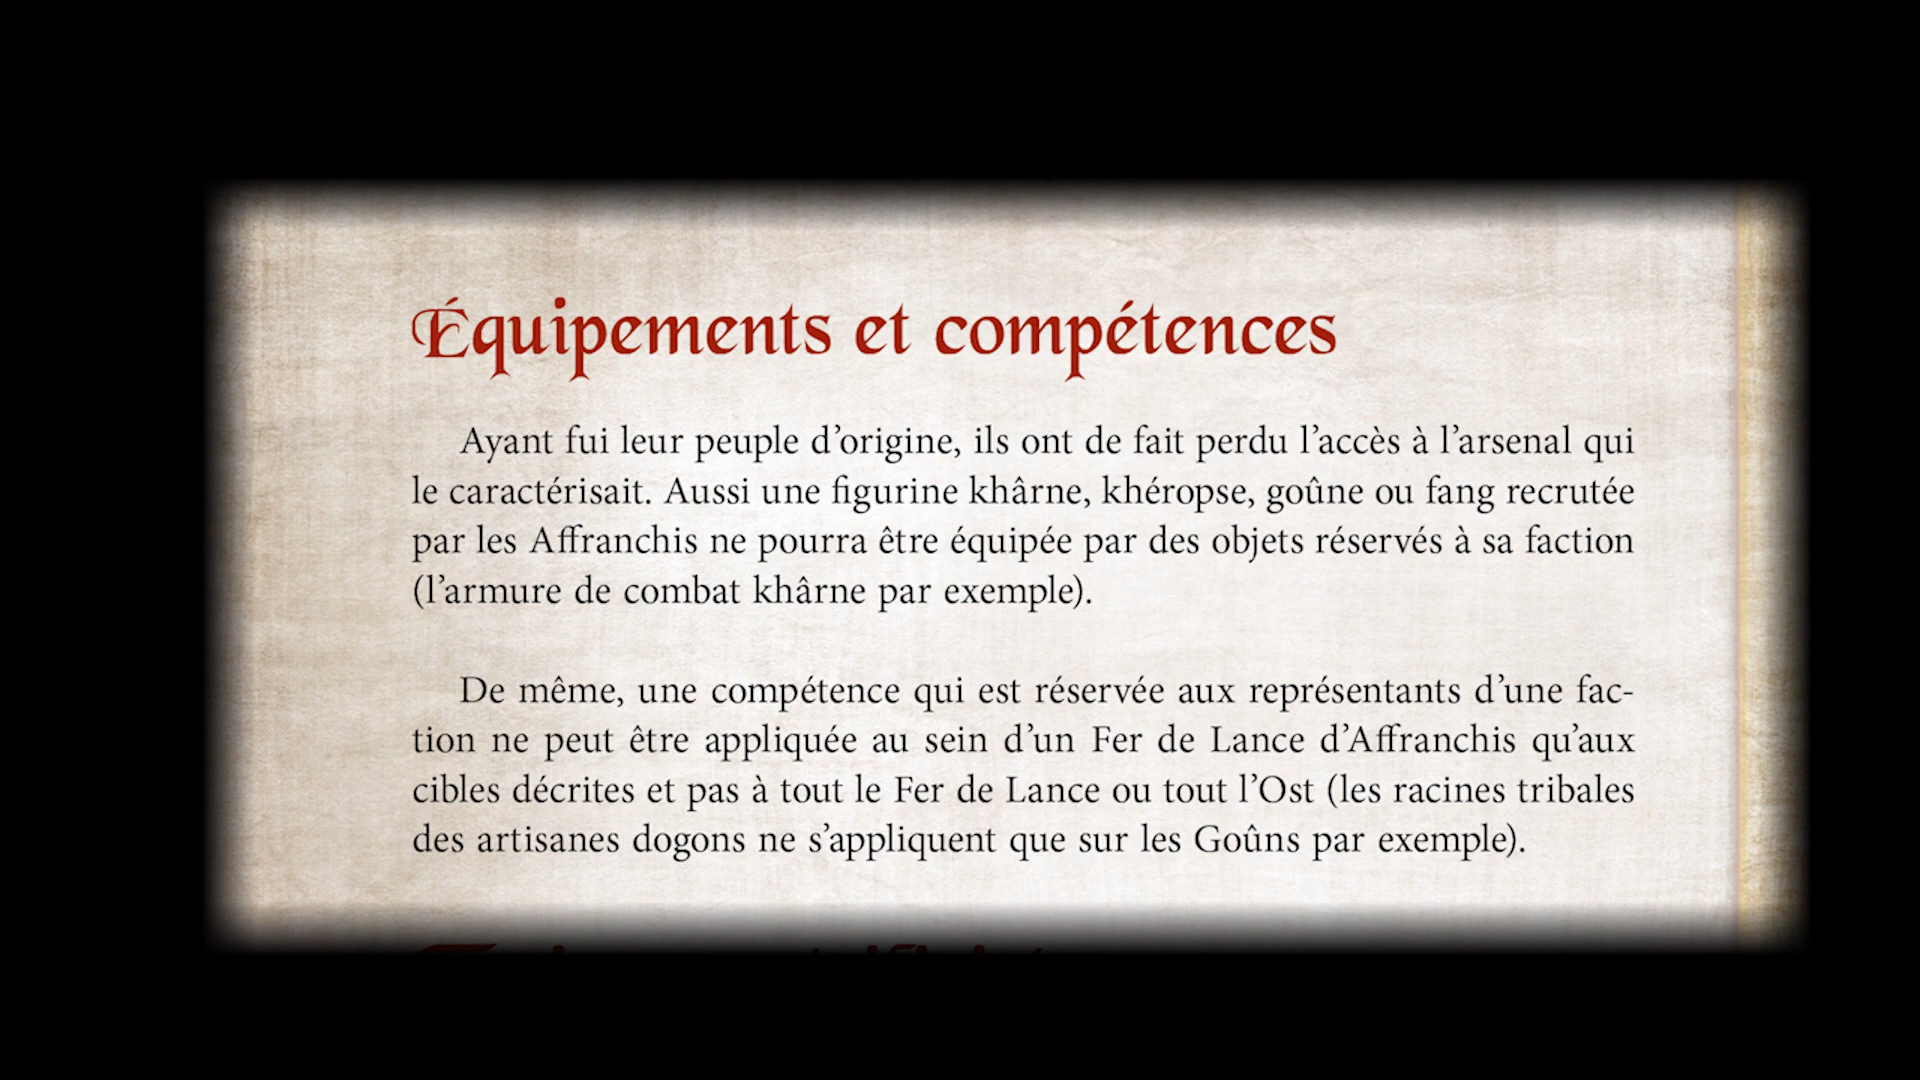 Équipements et compétences
Ayant fui leur peuple d’origine, ils ont de fait perdu l’accès à l’arsenal qui
le caractérisait. Aussi une figurine khârne, khéropse, goûne ou fang recrutée
par les Affranchis ne pourra être équipée par des objets réservés à sa faction
(l’armure de combat khârne par exemple).
De même, une compétence qui est réservée aux représentants d’une fac-
tion ne peut être appliquée au sein d’un Fer de Lance d’Affranchis qu’aux
cibles décrites et pas à tout le Fer de Lance ou tout l’Ost (les racines tribales
des artisanes dogons ne s’appliquent que sur les Goûns par exemple).